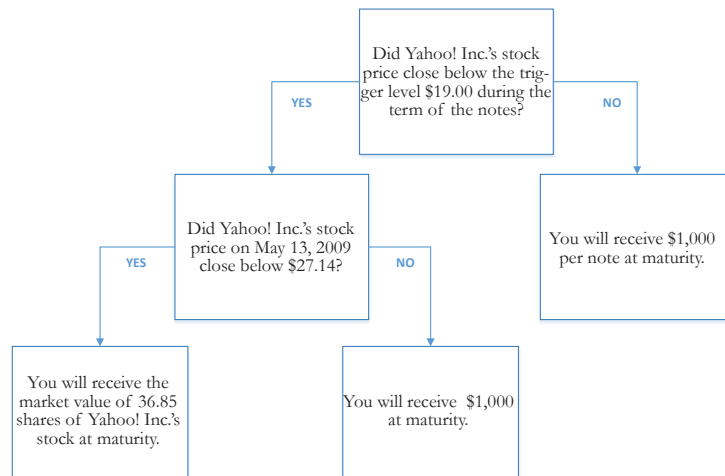 Did Yahoo! Inc.'s stock
price close below the trig-
ger level $19.00 during the
term of the notes?
YES
NO
Did Yahoo! Inc.'s stock
price on May 13, 2009
close below $27.14?
You will receive $1,000
per note at maturity.
YES
NO
You will receive the
market value of 36.85
shares of Yahoo! Inc.'s
stock at maturity.
You will receive  $1,000
at maturity.